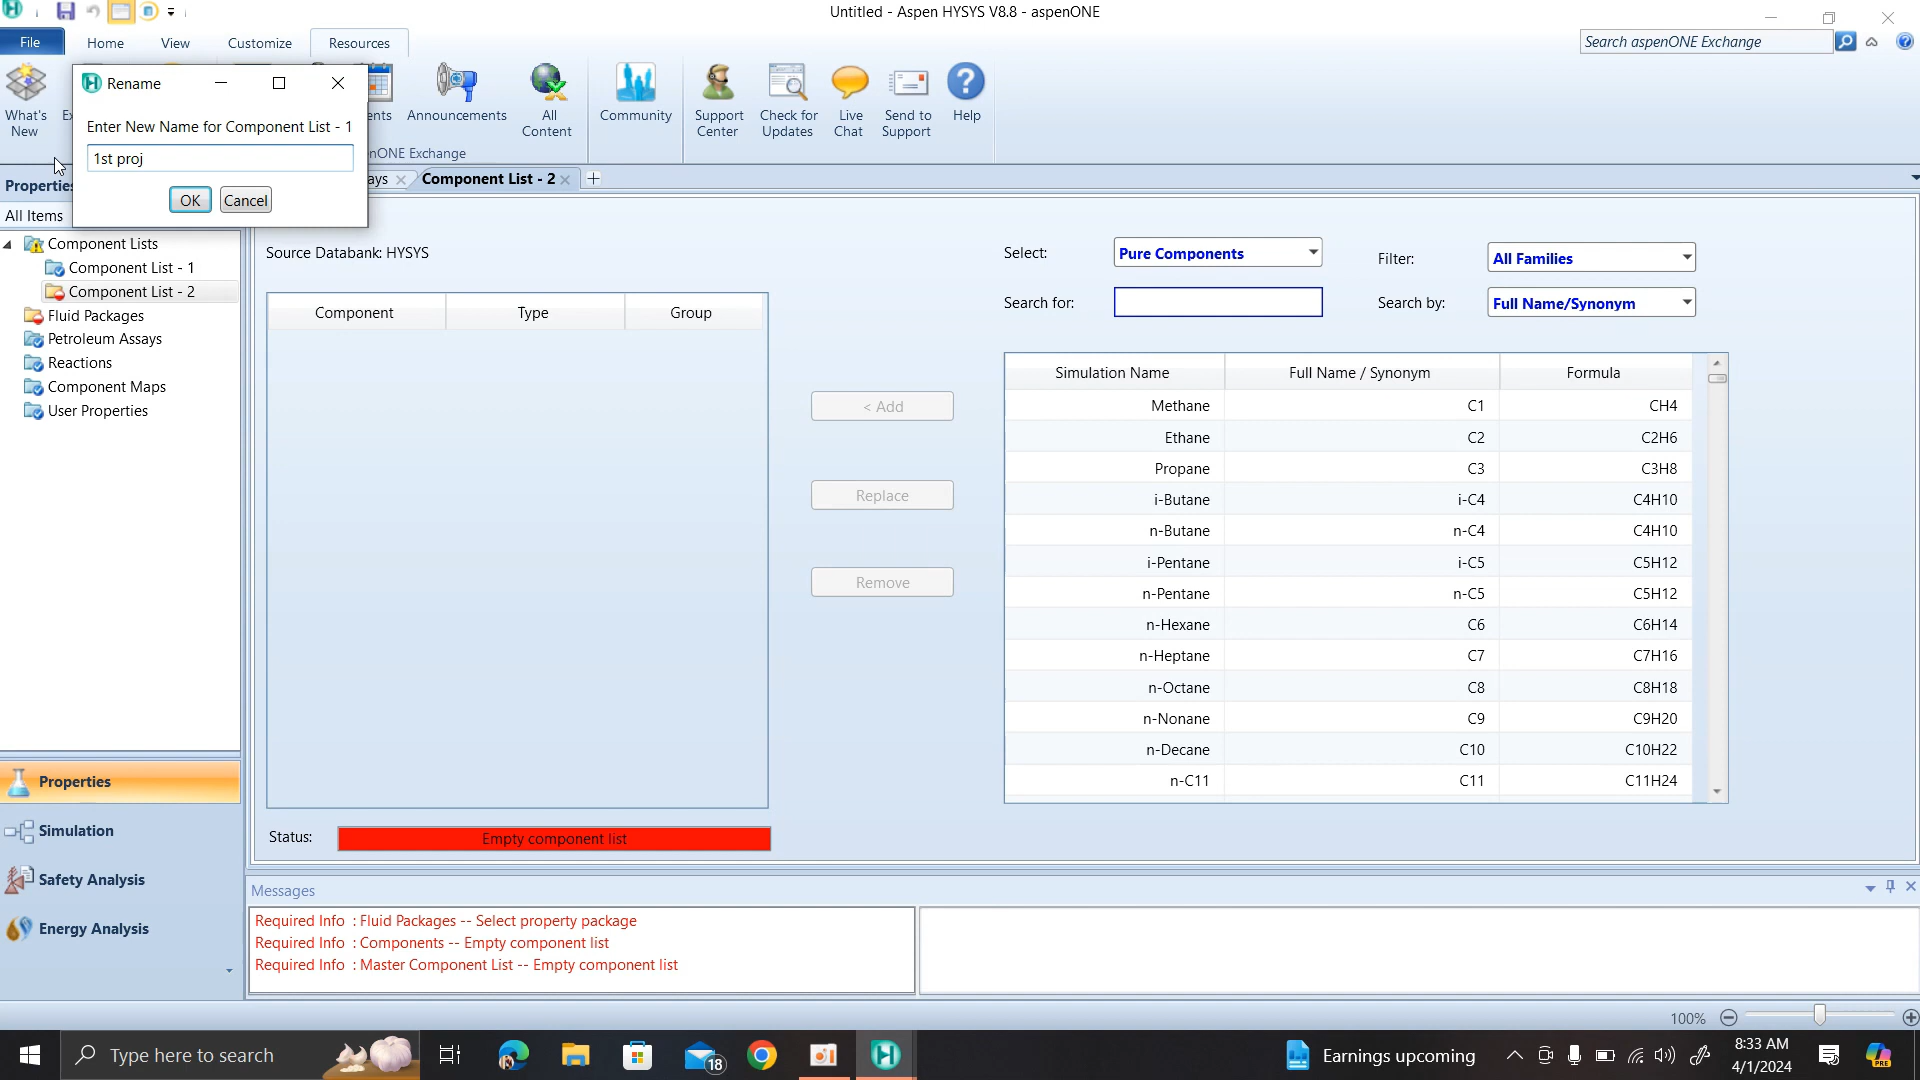 Untitled - Aspen HYSYS V8.8 - aspenONE
File
Home
View
Customize
Resources
Search aspenONE Exchange
What's New
Announcements
All Content
Community
Support Center
Check for Updates
Live Chat
Send to Support
Help
Rename
Enter New Name for Component List - 1
1st proj
OK
Cancel
Component List - 2
All Items
Component Lists
Component List - 1
Component List - 2
Fluid Packages
Petroleum Assays
Reactions
Component Maps
User Properties
Source Databank: HYSYS
Component Type Group
Select: Pure Components
Filter: All Families
Search for:
Search by: Full Name/Synonym
< Add
Replace
Remove
Simulation Name Full Name / Synonym Formula
Methane C1 CH4
Ethane C2 C2H6
Propane C3 C3H8
i-Butane i-C4 C4H10
n-Butane n-C4 C4H10
i-Pentane i-C5 C5H12
n-Pentane n-C5 C5H12
n-Hexane C6 C6H14
n-Heptane C7 C7H16
n-Octane C8 C8H18
n-Nonane C9 C9H20
n-Decane C10 C10H22
n-C11 C11 C11H24
Status: Empty component list
Properties
Simulation
Safety Analysis
Energy Analysis
Messages
Required Info : Fluid Packages -- Select property package
Required Info : Components -- Empty component list
Required Info : Master Component List -- Empty component list
100%
Type here to search
18
Earnings upcoming
8:33 AM
4/1/2024
PRE